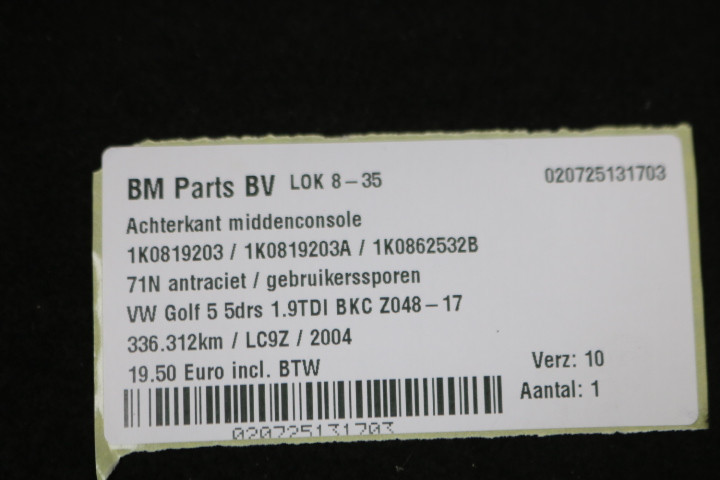 BM Parts BV LOK 8-35 020725131703
Achterkant middenconsole
1K0819203 / 1K0819203A / 1K0862532B
71N antraciet / gebruikerssporen
VW Golf 5 5drs 1.9TDI BKC Z048-17
336.312km / LC9Z / 2004
19.50 Euro incl. BTW
Verz: 10
Aantal: 1
020725131703